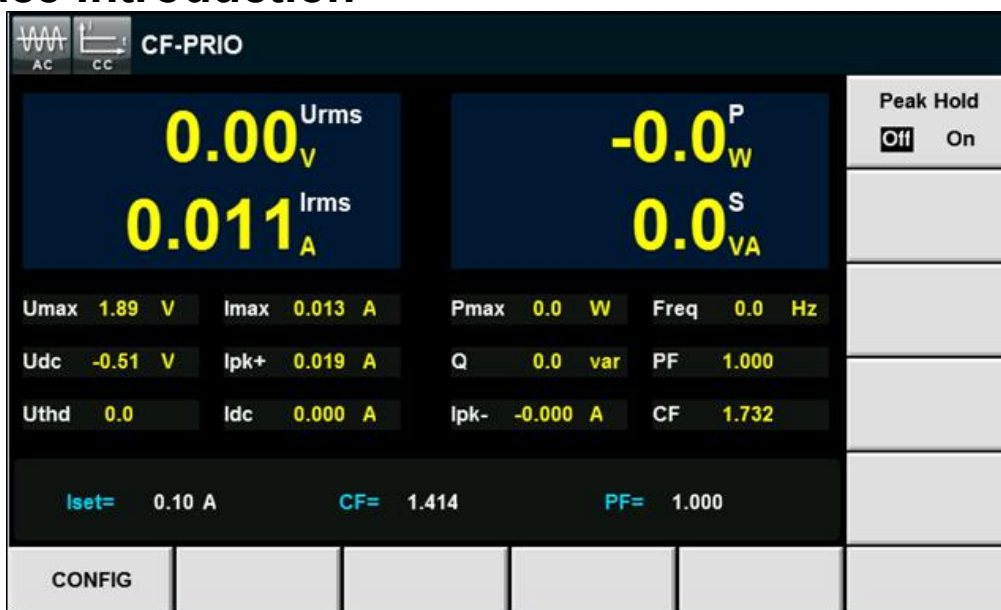 AC CC CF-PRIO
0.00 Urms V
-0.0 P W
Peak Hold
Off On
0.011 Irms A
0.0 S VA
Umax 1.89 V Imax 0.013 A Pmax 0.0 W Freq 0.0 Hz
Udc -0.51 V Ipk+ 0.019 A Q 0.0 var PF 1.000
Uthd 0.0 Idc 0.000 A Ipk- -0.000 A CF 1.732
Iset= 0.10 A CF= 1.414 PF= 1.000
CONFIG